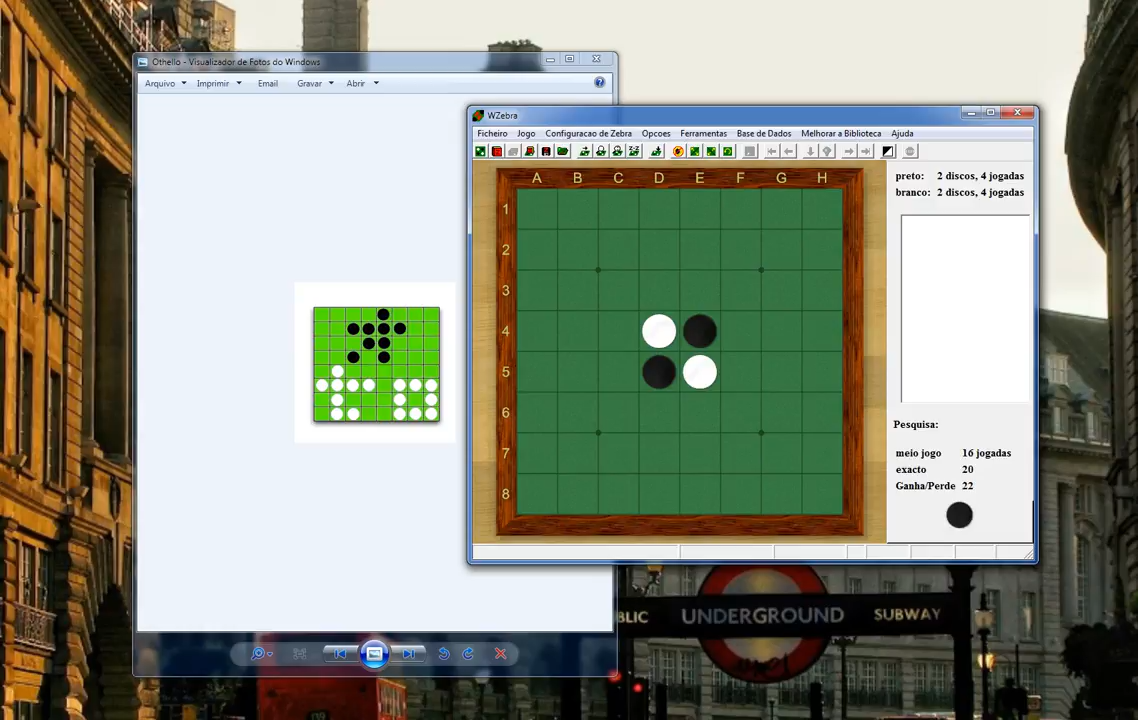 Othello - Visualizador de Fotos do Windows
Arquivo Imprimir Email Gravar Abrir
WZebra
Ficheiro Jogo Configuracao de Zebra Opcoes Ferramentas Base de Dados Melhorar a Biblioteca Ajuda
A B C D E F G H
1
2
3
4
5
6
7
8
preto: 2 discos, 4 jogadas
branco: 2 discos, 4 jogadas
Pesquisa:
meio jogo 16 jogadas
exacto 20
Ganha/Perde 22
BLIC UNDERGROUND SUBWAY